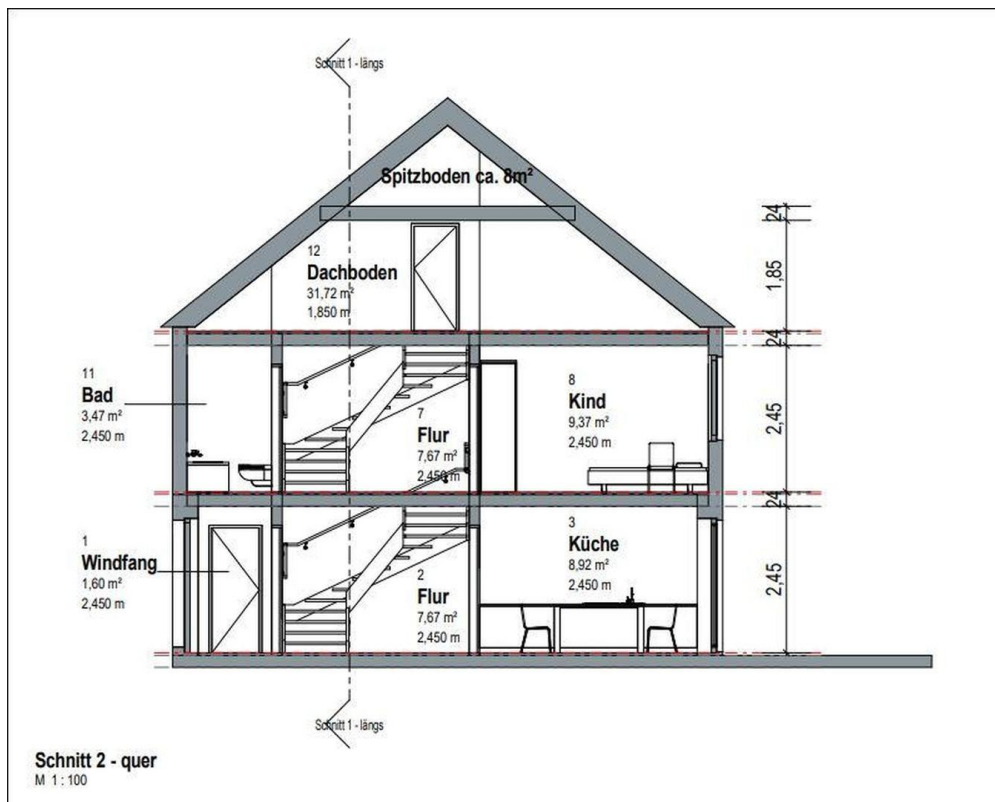 Schnitt 1 - längs
Spitzboden ca. 8m²
24
12
Dachboden
31,72 m²
1,850 m
1,85
24
11
Bad
3,47 m²
2,450 m
7
Flur
7,67 m²
2,450 m
8
Kind
9,37 m²
2,450 m
2,45
24
1
Windfang
1,60 m²
2,450 m
2
Flur
7,67 m²
2,450 m
3
Küche
8,92 m²
2,450 m
2,45
Schnitt 1 - längs
Schnitt 2 - quer
M 1 : 100